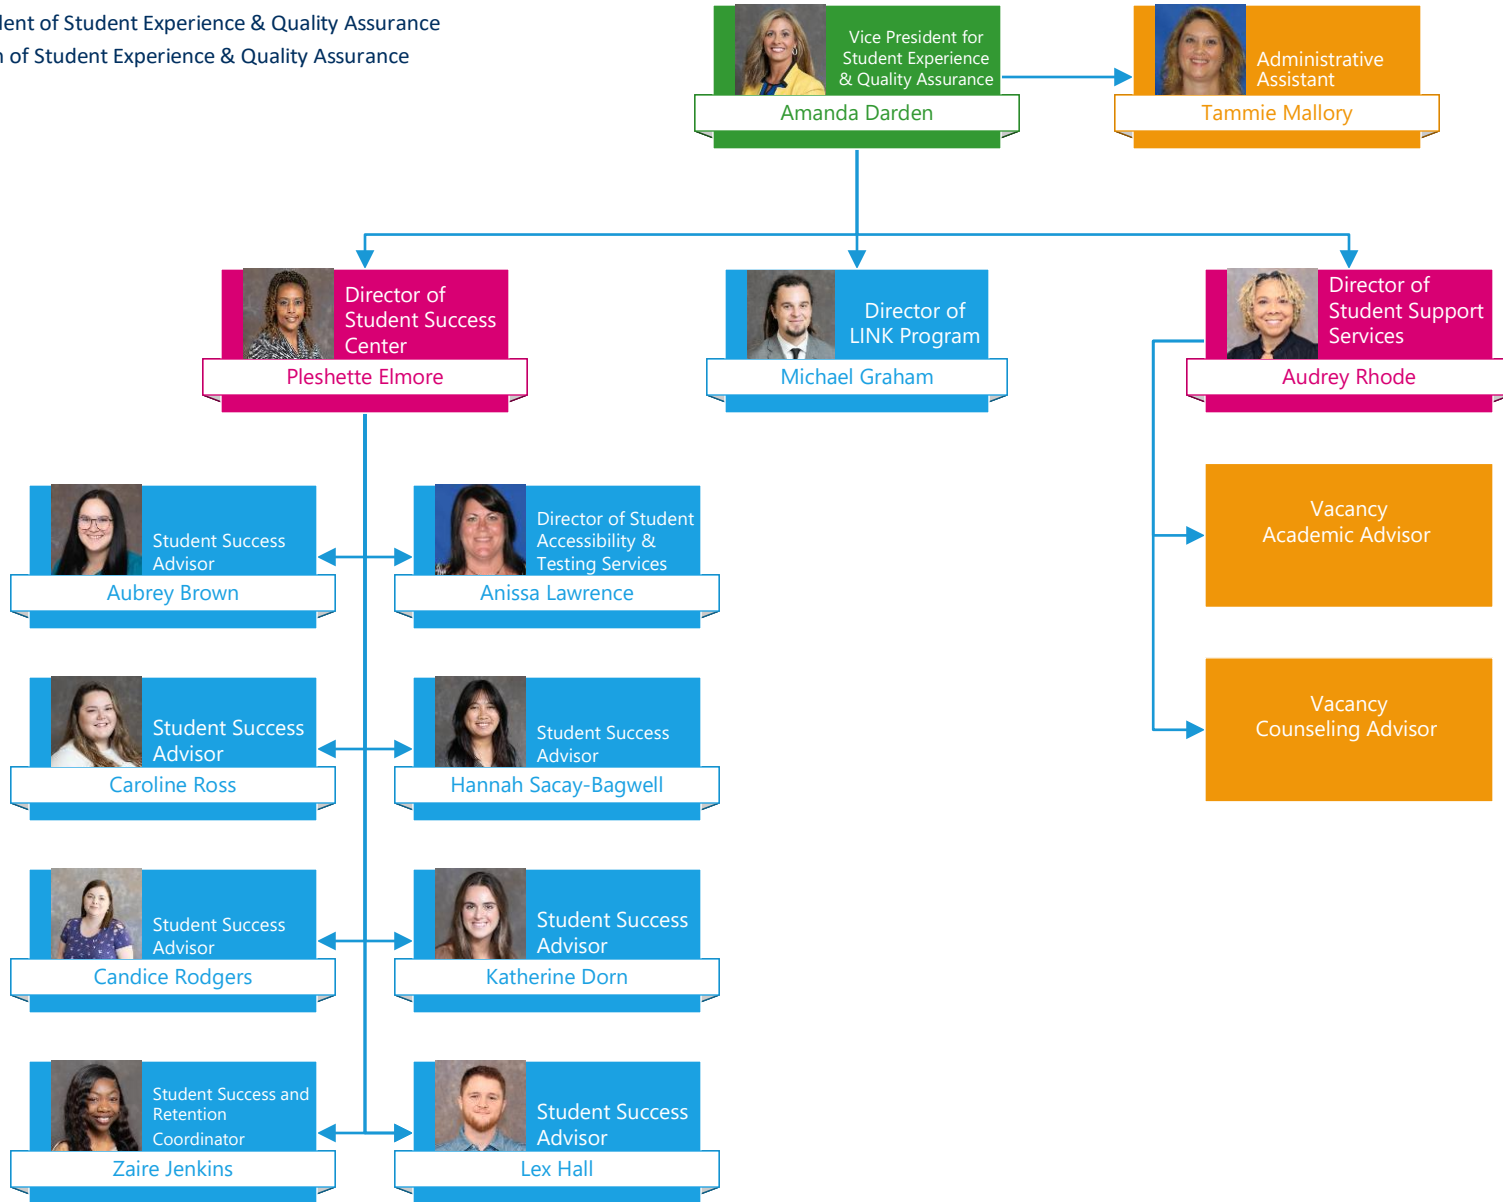 of Student Experience & Quality Assurance
of Student Experience & Quality Assurance
Vice President for
Student Experience
& Quality Assurance
Amanda Darden
Administrative
Assistant
Tammie Mallory
Director of
Student Success
Center
Pleshette Elmore
Director of
LINK Program
Michael Graham
Director of
Student Support
Services
Audrey Rhode
Student Success
Advisor
Aubrey Brown
Director of Student
Accessibility &
Testing Services
Anissa Lawrence
Vacancy
Academic Advisor
Student Success
Advisor
Caroline Ross
Student Success
Advisor
Hannah Sacay-Bagwell
Vacancy
Counseling Advisor
Student Success
Advisor
Candice Rodgers
Student Success
Advisor
Katherine Dorn
Student Success and
Retention
Coordinator
Zaire Jenkins
Student Success
Advisor
Lex Hall